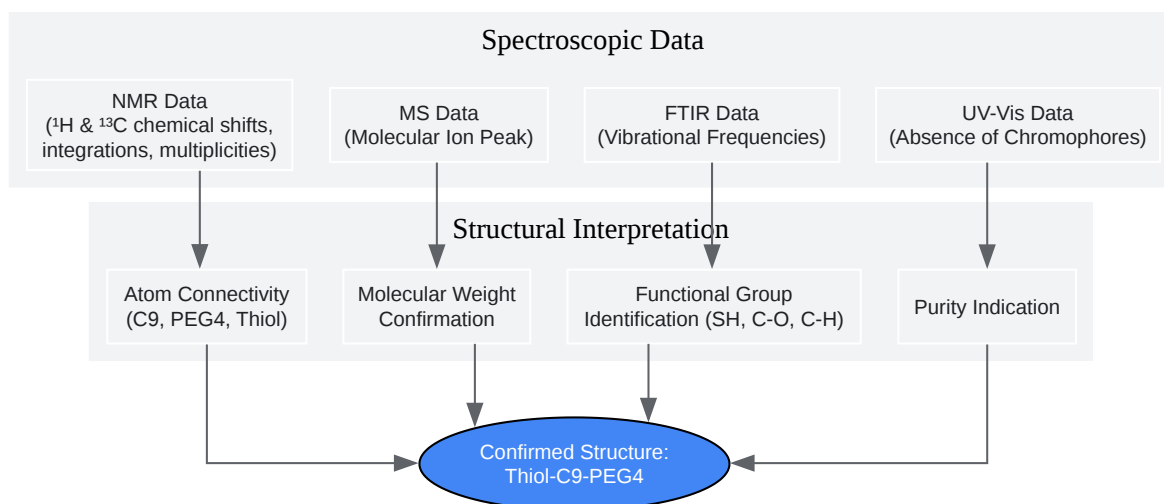 Spectroscopic Data
NMR Data
(¹H & ¹³C chemical shifts,
integrations, multiplicities)
MS Data
(Molecular Ion Peak)
FTIR Data
(Vibrational Frequencies)
UV-Vis Data
(Absence of Chromophores)
Structural Interpretation
Atom Connectivity
(C9, PEG4, Thiol)
Molecular Weight
Confirmation
Functional Group
Identification (SH, C-O, C-H)
Purity Indication
Confirmed Structure:
Thiol-C9-PEG4